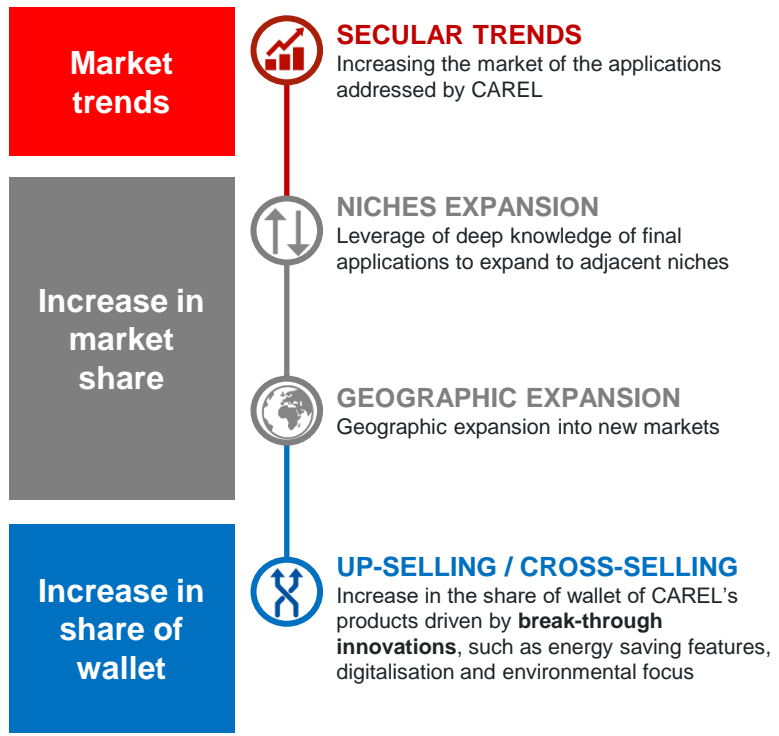 Market
trends
SECULAR TRENDS
Increasing the market of the applications
addressed by CAREL
Increase in
market
share
NICHES EXPANSION
Leverage of deep knowledge of final
applications to expand to adjacent niches
GEOGRAPHIC EXPANSION
Geographic expansion into new markets
Increase in
share of
wallet
UP-SELLING / CROSS-SELLING
Increase in the share of wallet of CAREL’s
products driven by break-through
innovations, such as energy saving features,
digitalisation and environmental focus